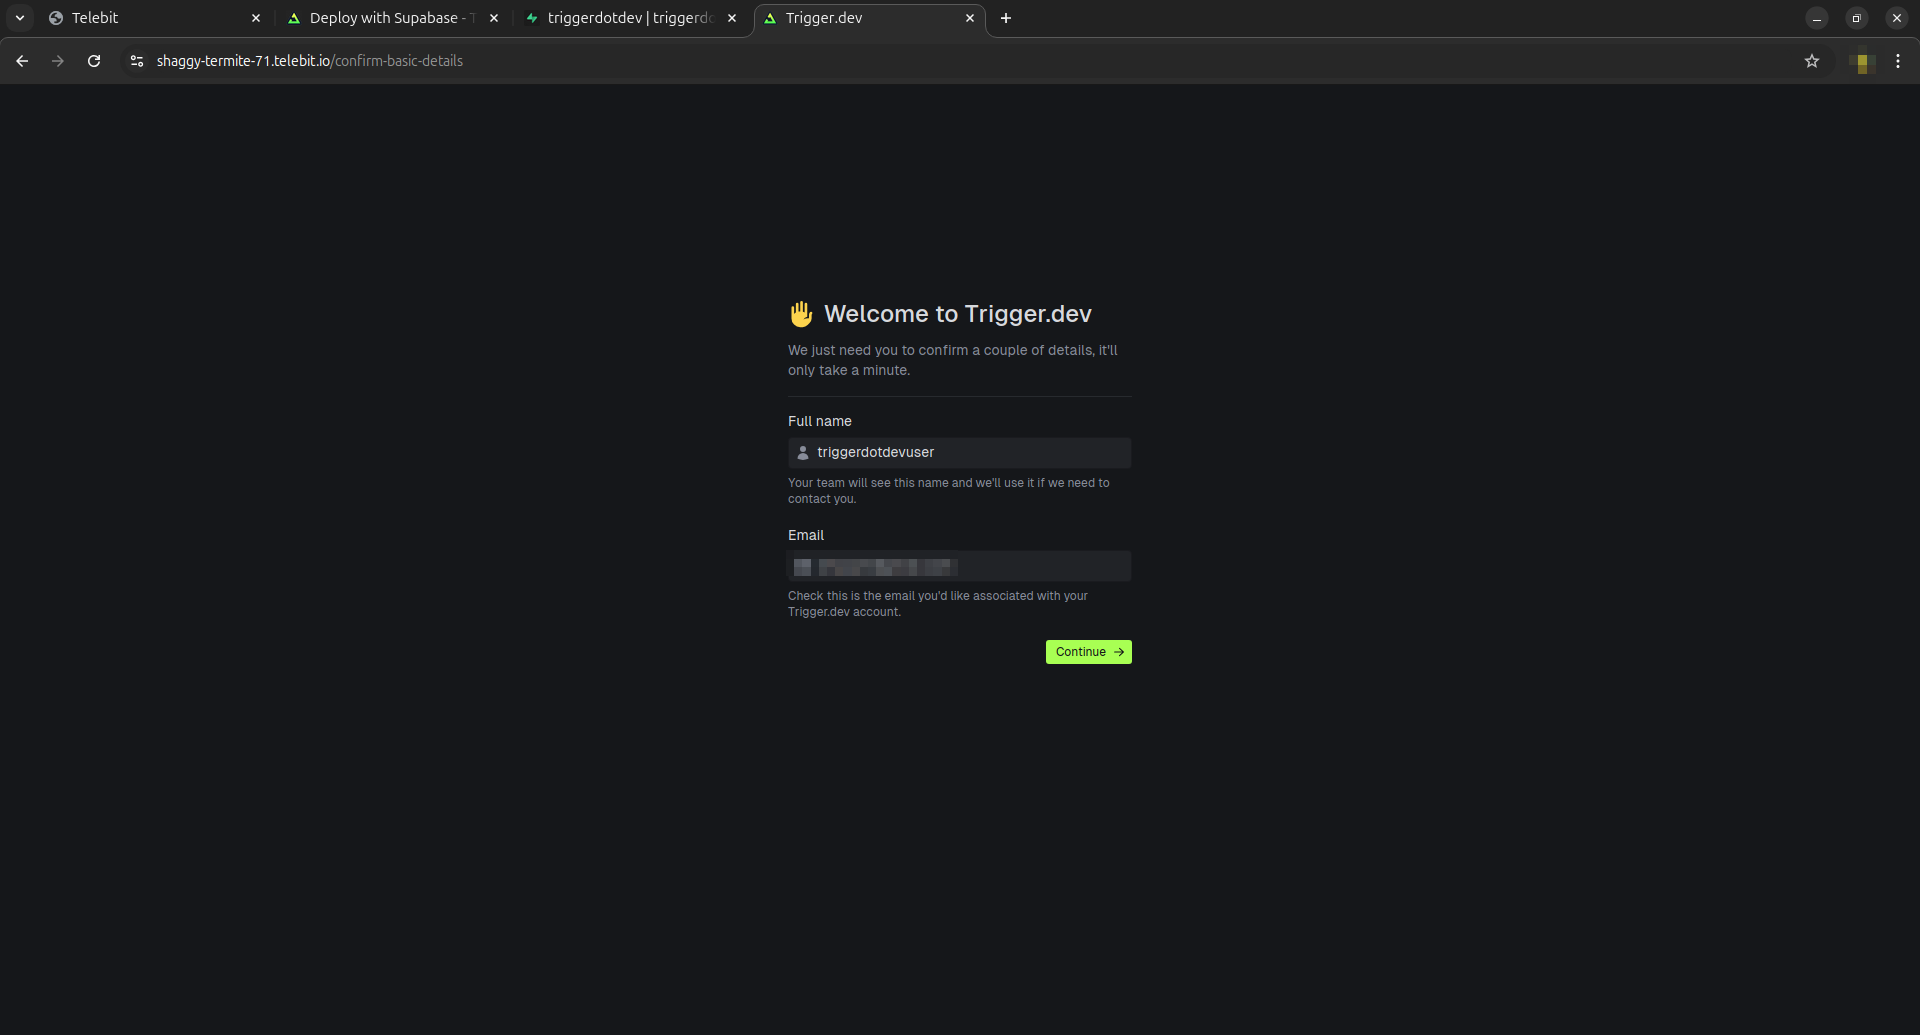 Telebit
Deploy with Supabase -
triggerdotdev |
Trigger.dev
shaggy-termite-71.telebit.io/confirm-basic-details
Welcome to Trigger.dev
We just need you to confirm a couple of details, it'll
only take a minute.
Full name
triggerdotdevuser
Your team will see this name and we'll use it if we need to
contact you.
Email
Check this is the email you'd like associated with your
Trigger.dev account.
Continue